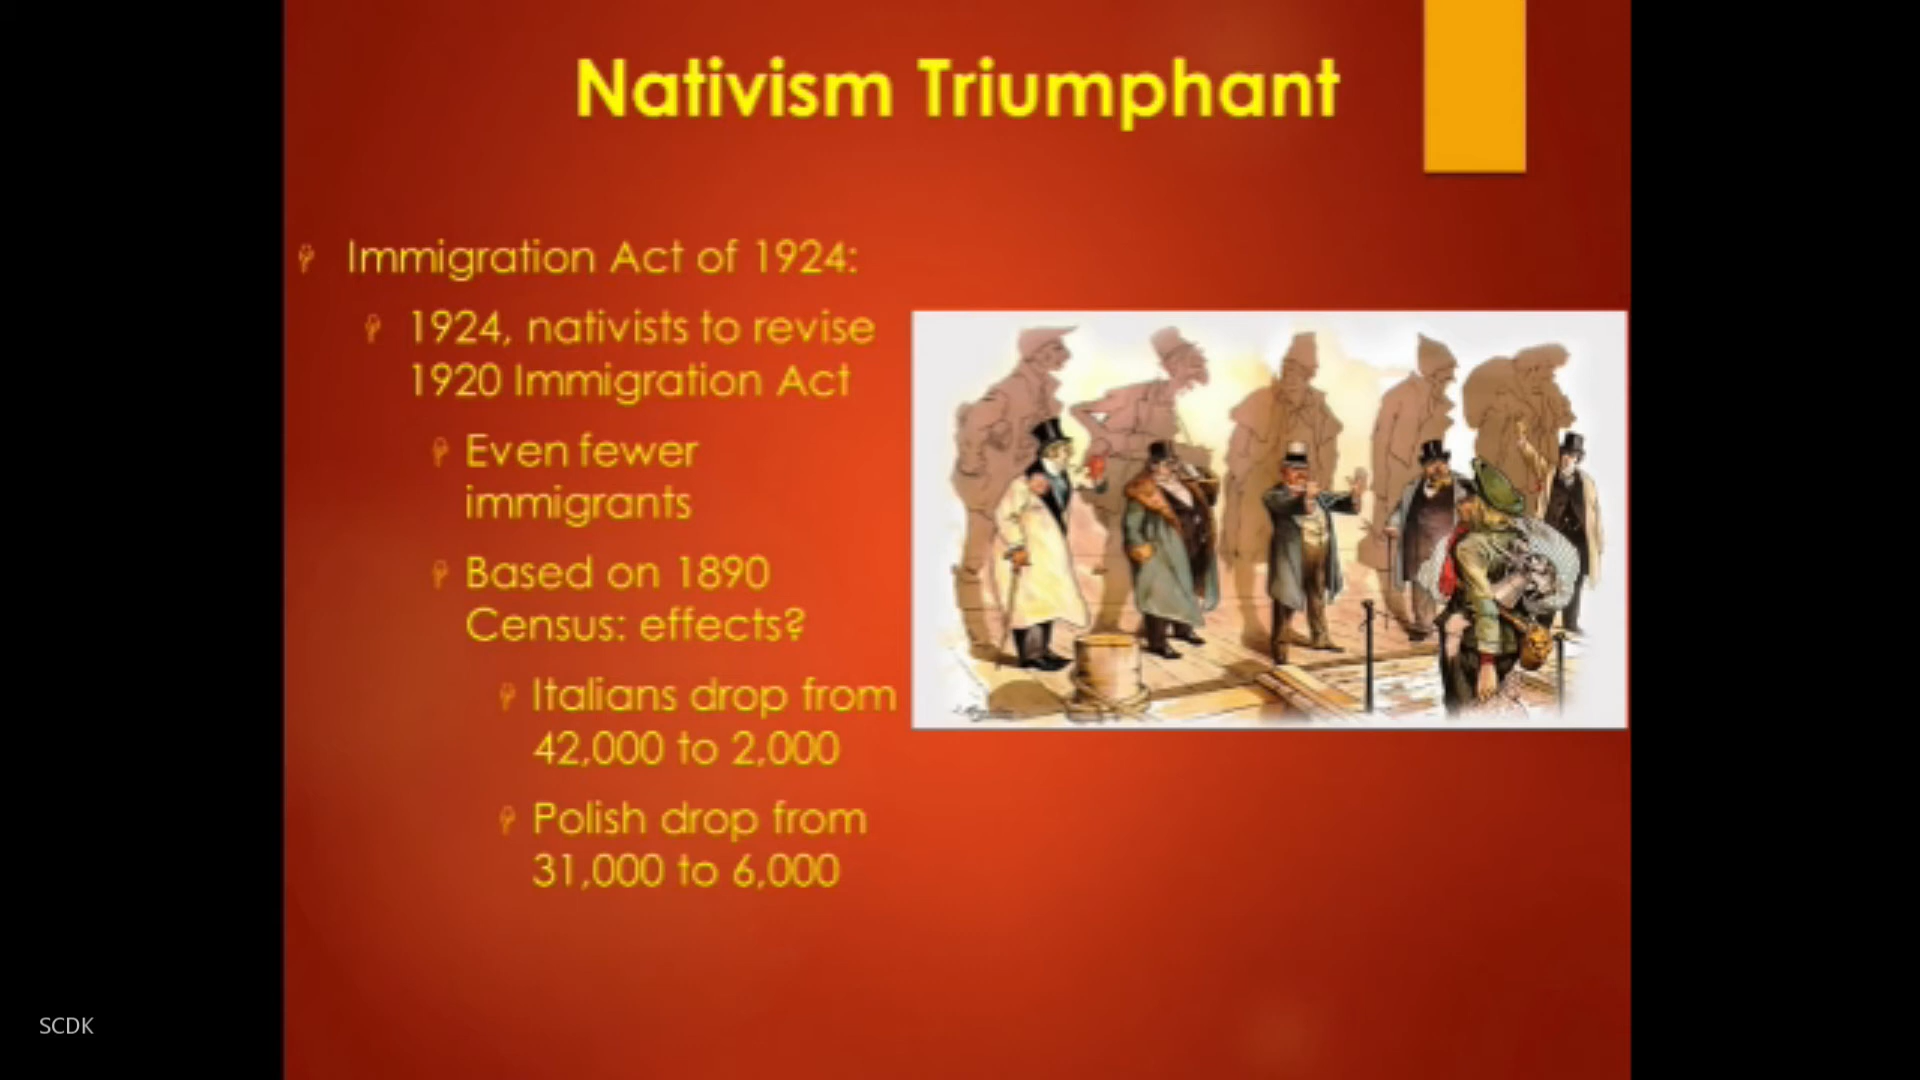 Nativism Triumphant
Immigration Act of 1924:
1924, nativists to revise
1920 Immigration Act
Even fewer
immigrants
Based on 1890
Census: effects?
Italians drop from
42,000 to 2,000
Polish drop from
31,000 to 6,000
SCDK